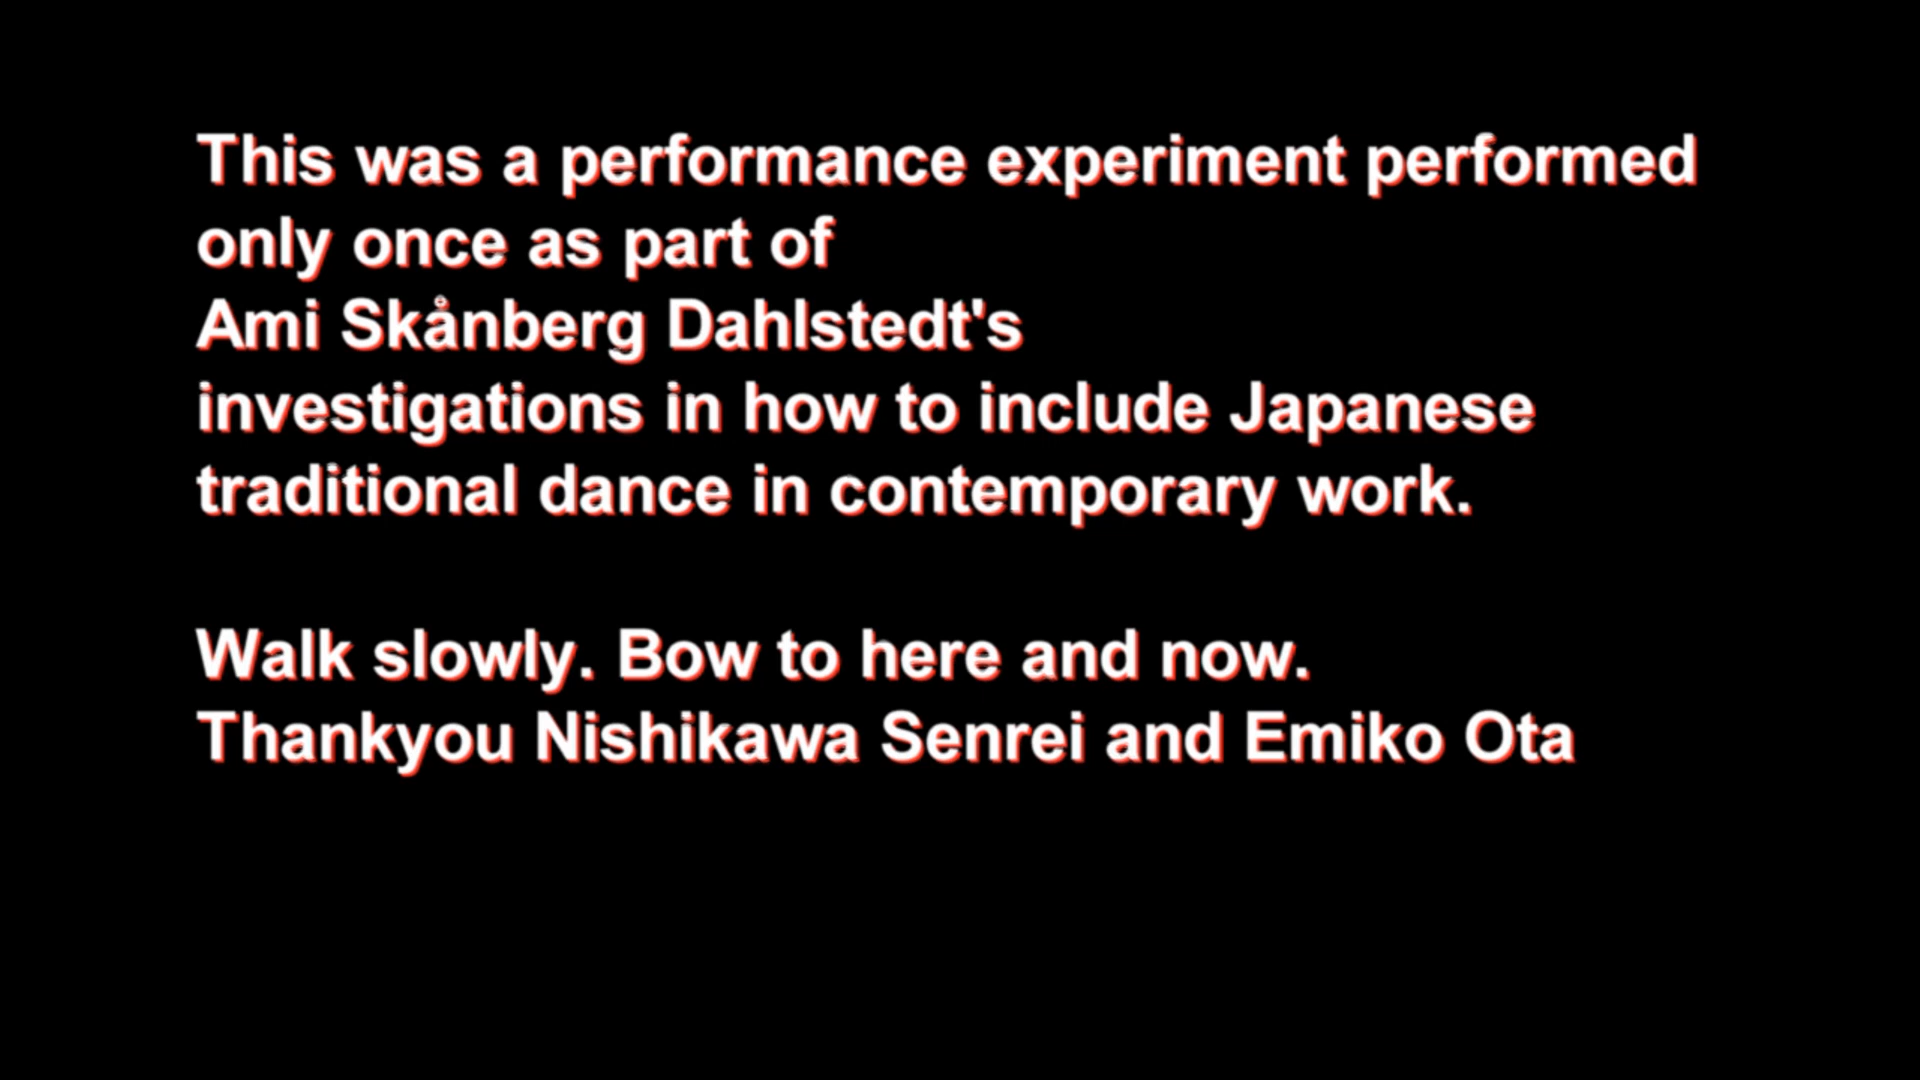 This was a performance experiment performed
only once as part of
Ami Skånberg Dahlstedt's
investigations in how to include Japanese
traditional dance in contemporary work.
Walk slowly. Bow to here and now.
Thankyou Nishikawa Senrei and Emiko Ota